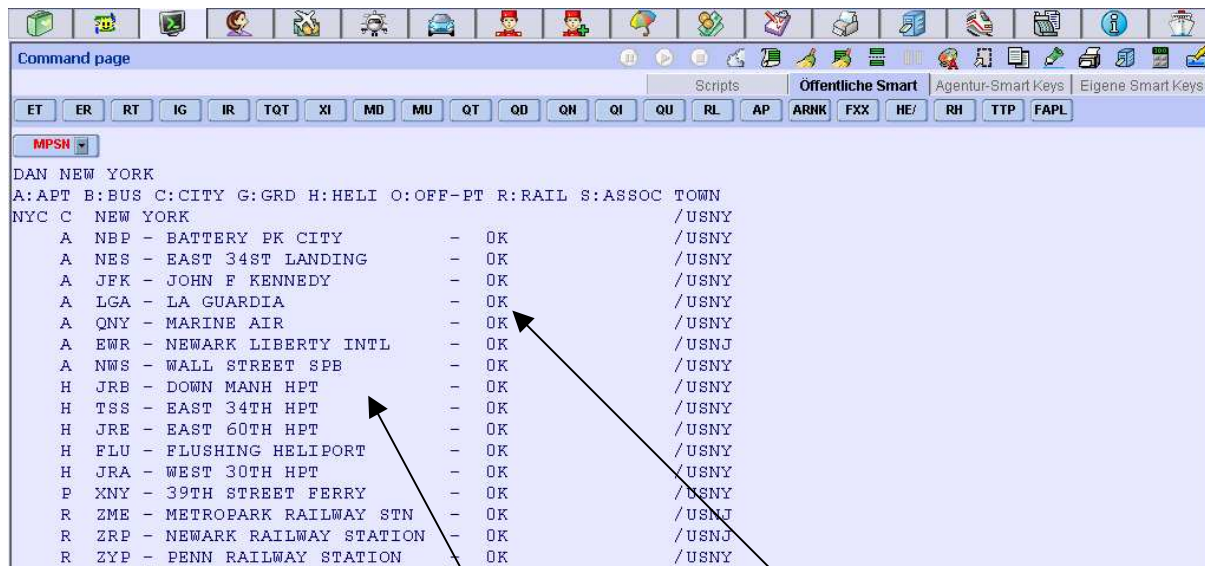 Command page
Scripts Öffentliche Smart Agentur-Smart Keys Eigene Smart Keys
ET ER RT IG IR TQT XI MD MU QT QD QN QI QU RL AP ARNK FXX HE/ RH TTP FAPL
MPSN
DAN NEW YORK
A:APT B:BUS C:CITY G:GRD H:HELI O:OFF-PT R:RAIL S:ASSOC TOWN
NYC C NEW YORK /USNY
A NBP - BATTERY PK CITY - 0K /USNY
A NES - EAST 34ST LANDING - 0K /USNY
A JFK - JOHN F KENNEDY - 0K /USNY
A LGA - LA GUARDIA - 0K /USNY
A QNY - MARINE AIR - 0K /USNY
A EWR - NEWARK LIBERTY INTL - 0K /USNJ
A NWS - WALL STREET SPB - 0K /USNY
H JRB - DOWN MANH HPT - 0K /USNY
H TSS - EAST 34TH HPT - 0K /USNY
H JRE - EAST 60TH HPT - 0K /USNY
H FLU - FLUSHING HELIPORT - 0K /USNY
H JRA - WEST 30TH HPT - 0K /USNY
P XNY - 39TH STREET FERRY - 0K /USNY
R ZME - METROPARK RAILWAY STN - 0K /USNJ
R ZRP - NEWARK RAILWAY STATION - 0K /USNJ
R ZYP - PENN RAILWAY STATION - 0K /USNY